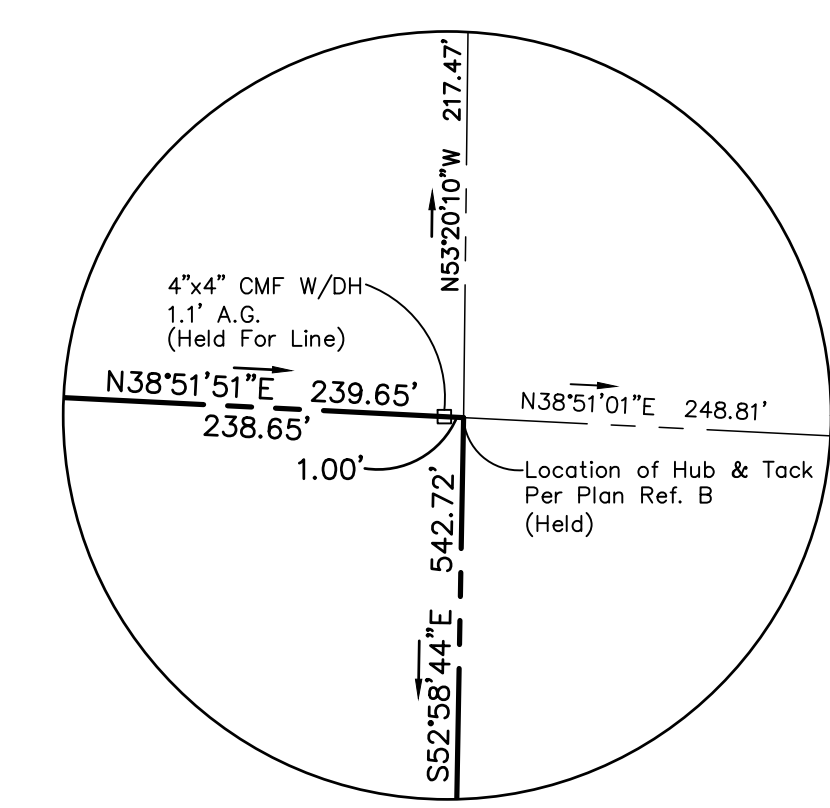 N53°20'10"W 217.47'
4"x4" CMF W/DH
1.1' A.G.
(Held For Line)
N38°51'51"E 239.65'
238.65'
1.00'
N38°51'01"E 248.81'
Location of Hub & Tack
Per Plan Ref. B
(Held)
S52°58'44"E 542.72'